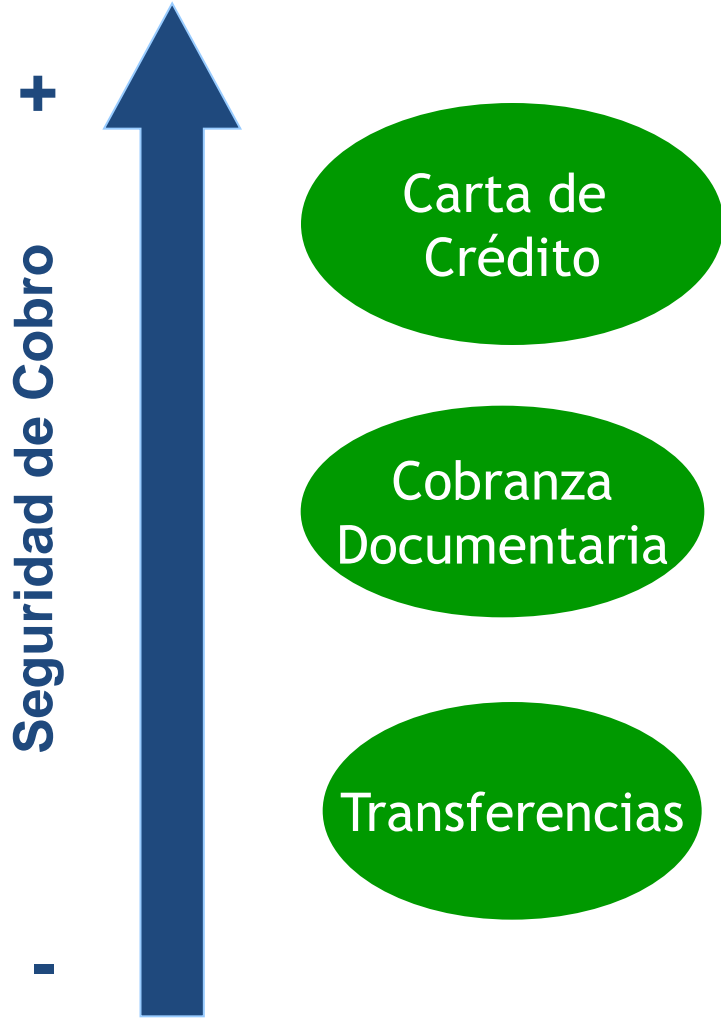 +
Seguridad de Cobro
-
Carta de
Crédito
Cobranza
Documentaria
Transferencias